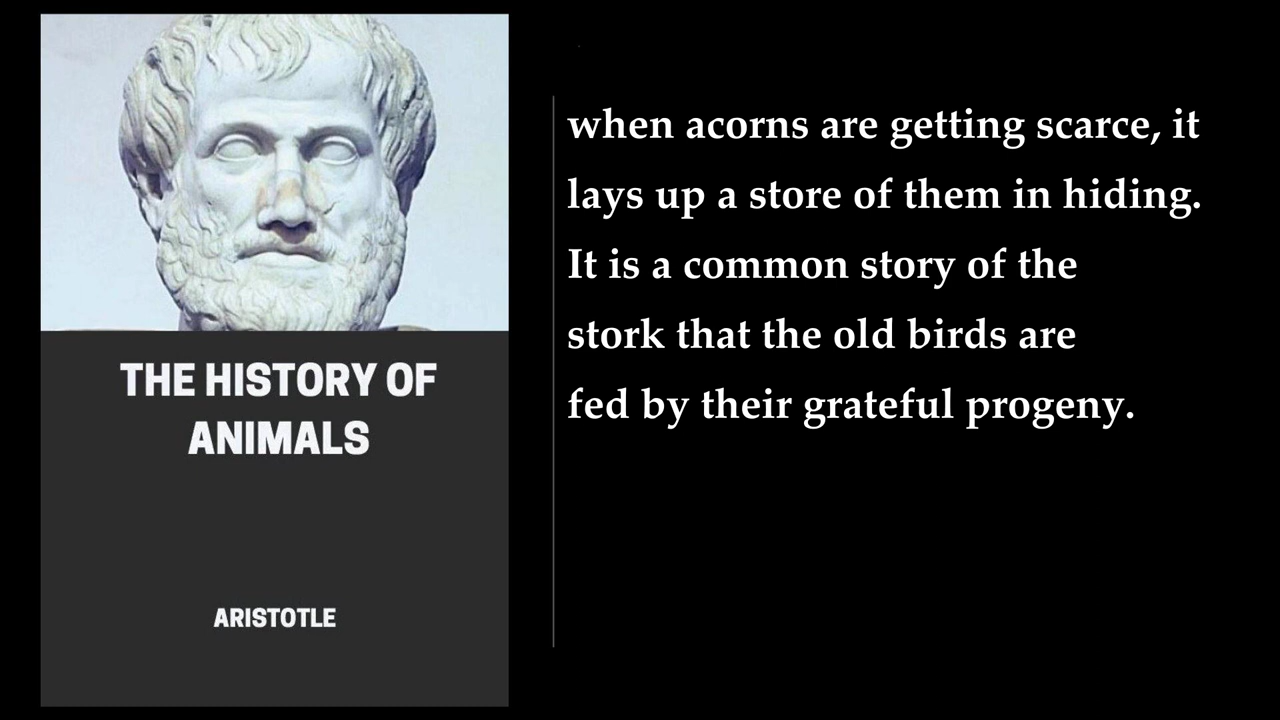 THE HISTORY OF
ANIMALS
ARISTOTLE
when acorns are getting scarce, it
lays up a store of them in hiding.
It is a common story of the
stork that the old birds are
fed by their grateful progeny.